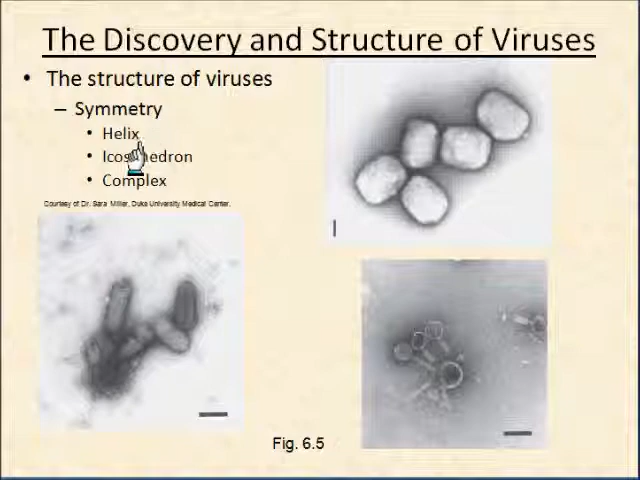 The Discovery and Structure of Viruses
• The structure of viruses
– Symmetry
• Helix
• Icosahedron
• Complex
Courtesy of Dr. Sara Miller, Duke University Medical Center.
Fig. 6.5